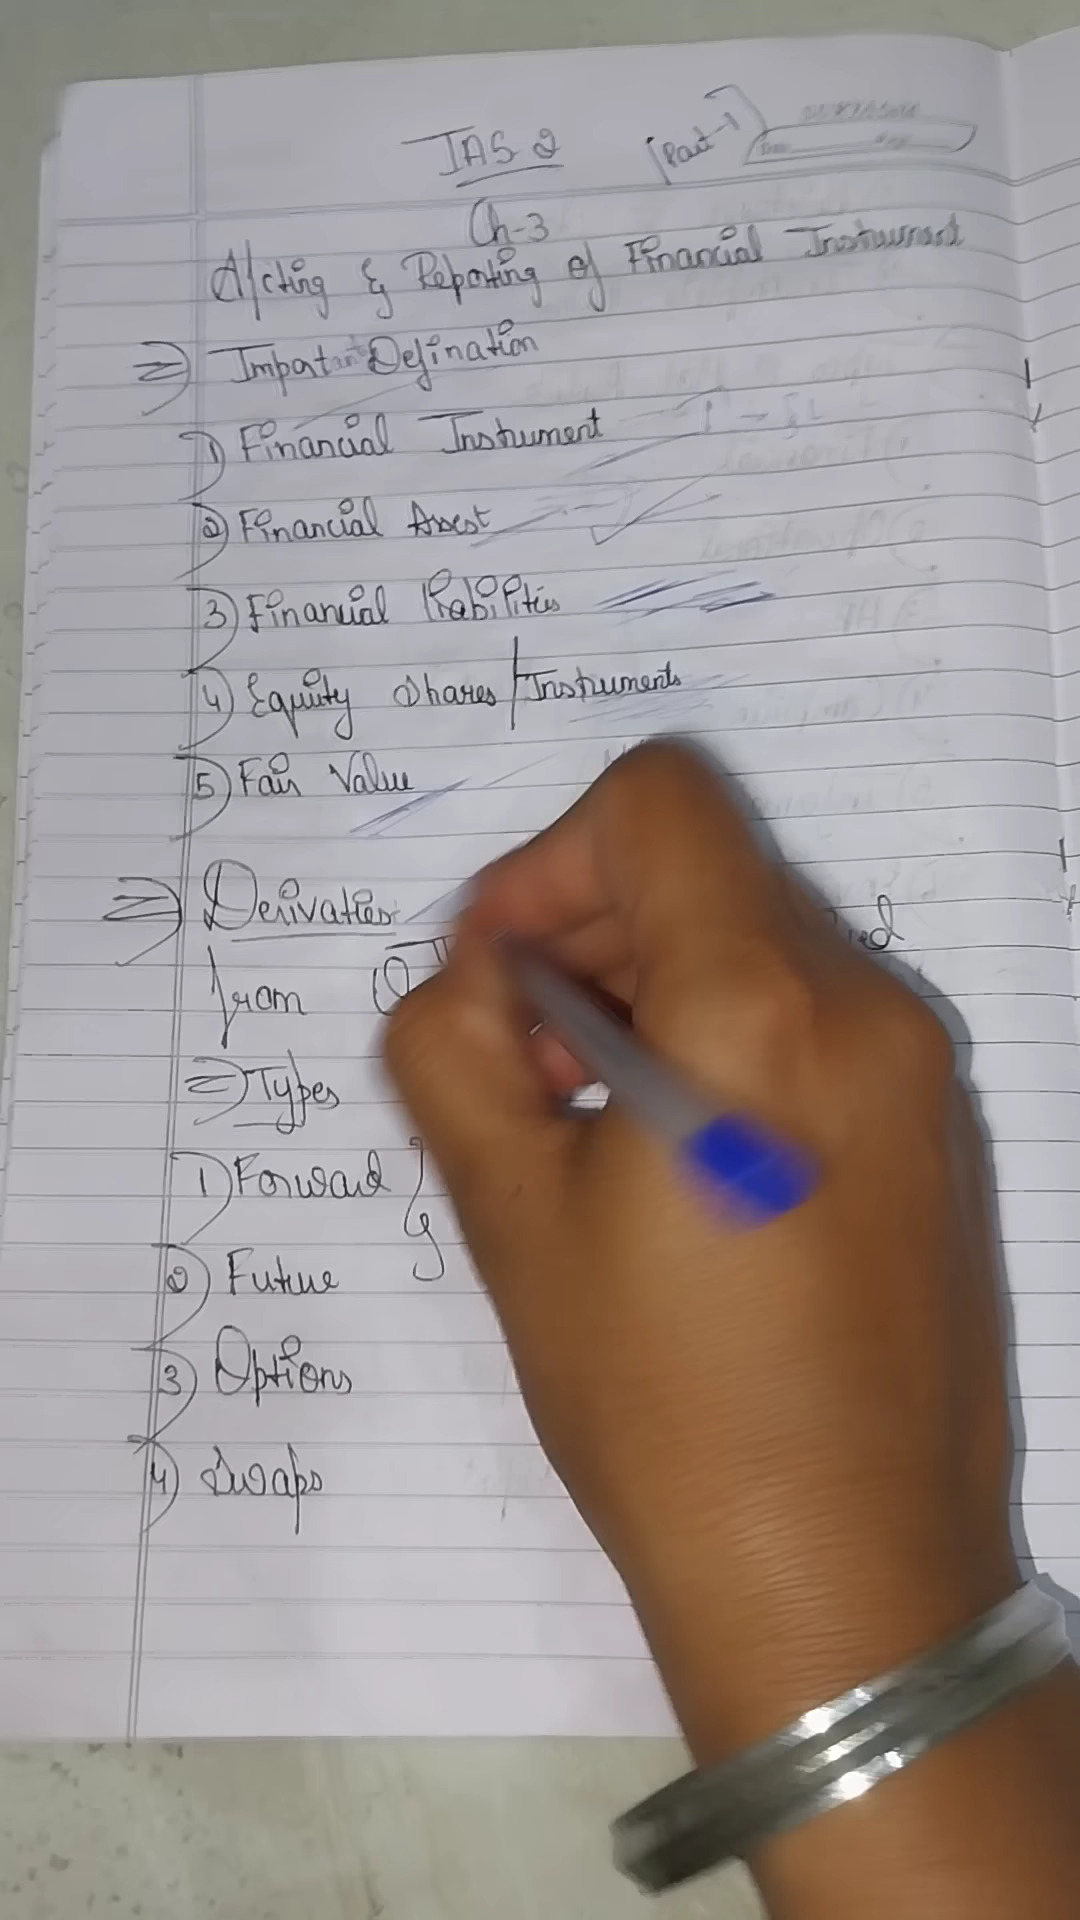 IAS 2 [Part-1]
Ch-3
A/cting & Reporting of Financial Instrument
⇒ Important Defination
1) Financial Instrument
2) Financial Assest
3) Financial liabilities
4) Equity Shares / Instruments
5) Fair Value
⇒ Derivaties
from
⇒ Types
1) Forward }
2) Future
3) Options
4) Swaps